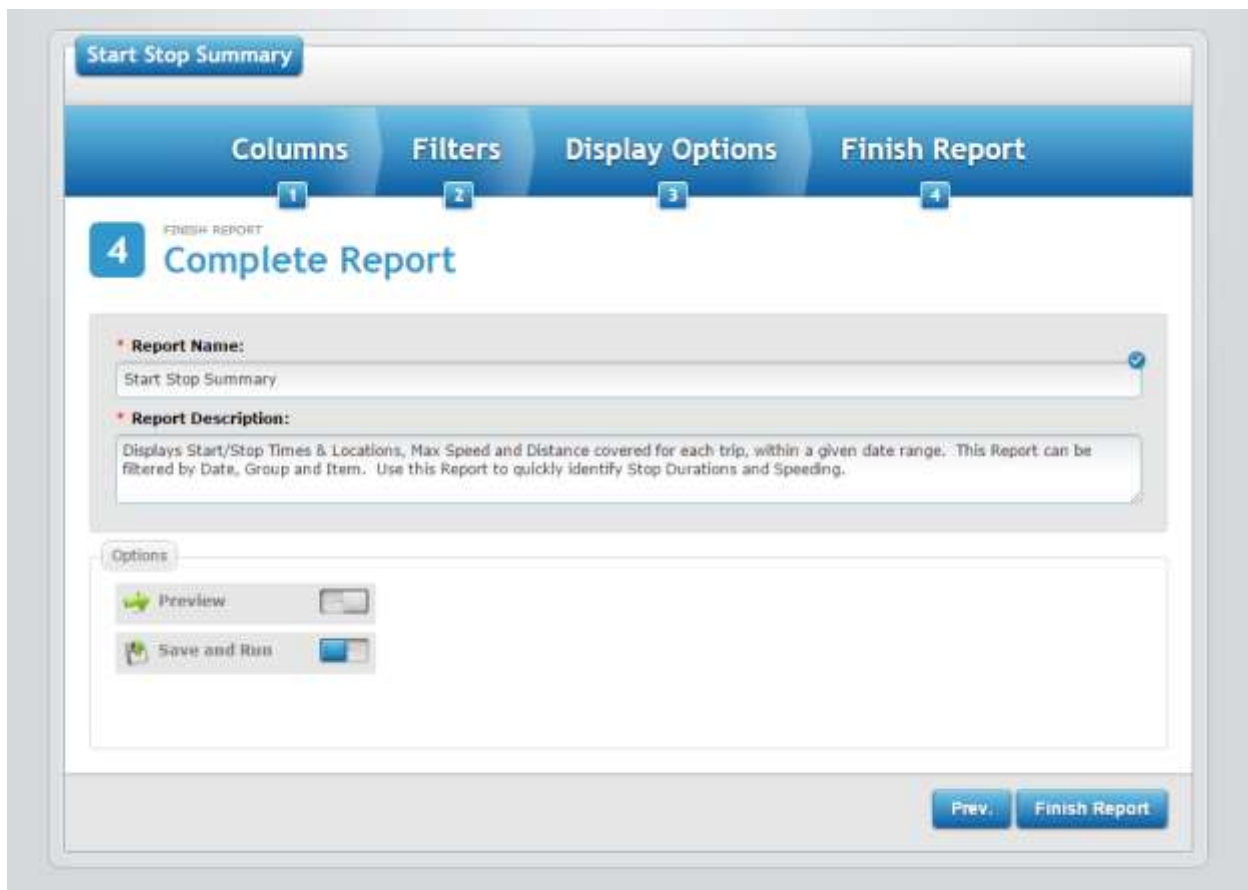 Start Stop Summary
Columns Filters Display Options Finish Report
1 2 3 4
4
FINISH REPORT
Complete Report
* Report Name:
Start Stop Summary
* Report Description:
Displays Start/Stop Times & Locations, Max Speed and Distance covered for each trip, within a given date range. This Report can be
filtered by Date, Group and Item. Use this Report to quickly identify Stop Durations and Speeding.
Options
Preview
Save and Run
Prev. Finish Report